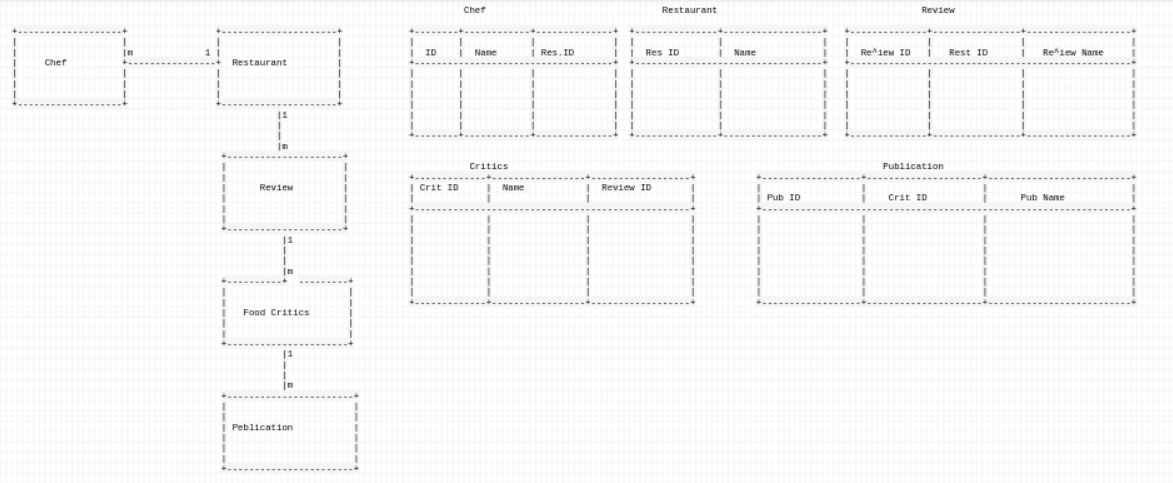 Chef Restaurant Review
m 1
ID Name Res.ID Res ID Name Re^iew ID Rest ID Re^iew Name
Chef Restaurant
1
m
Critics Publication
Review
Crit ID Name Review ID
Pub ID Crit ID Pub Name
1
m
Food Critics
1
m
Peblication